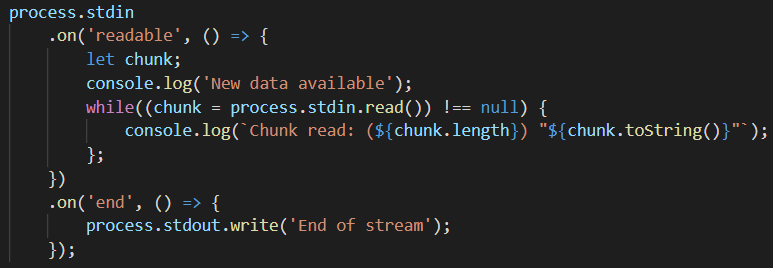 process.stdin
    .on('readable', () => {
        let chunk;
        console.log('New data available');
        while((chunk = process.stdin.read()) !== null) {
            console.log(`Chunk read: (${chunk.length}) "${chunk.toString()}"`);
        };
    })
    .on('end', () => {
        process.stdout.write('End of stream');
    });